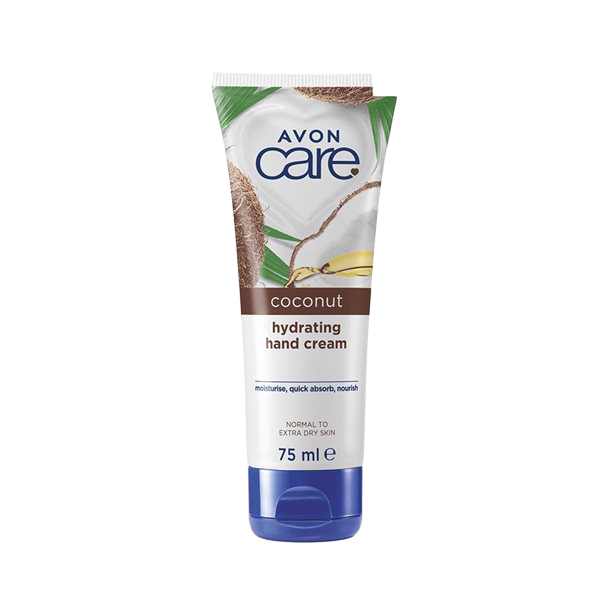 AVON
care
coconut
hydrating
hand cream
moisturise, quick absorb, nourish
NORMAL TO
EXTRA DRY SKIN
75 ml ℮